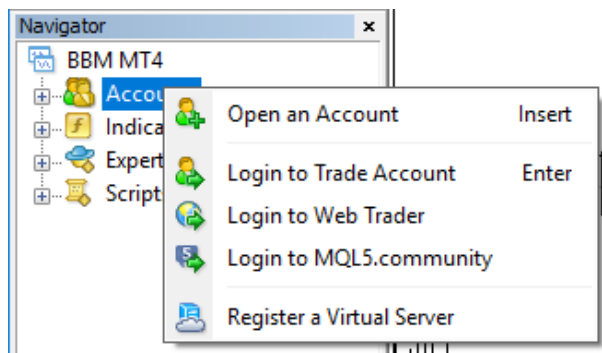 Navigator x
BBM MT4
Accou
Open an Account Insert
Indica
Expert
Login to Trade Account Enter
Script
Login to Web Trader
Login to MQL5.community
Register a Virtual Server